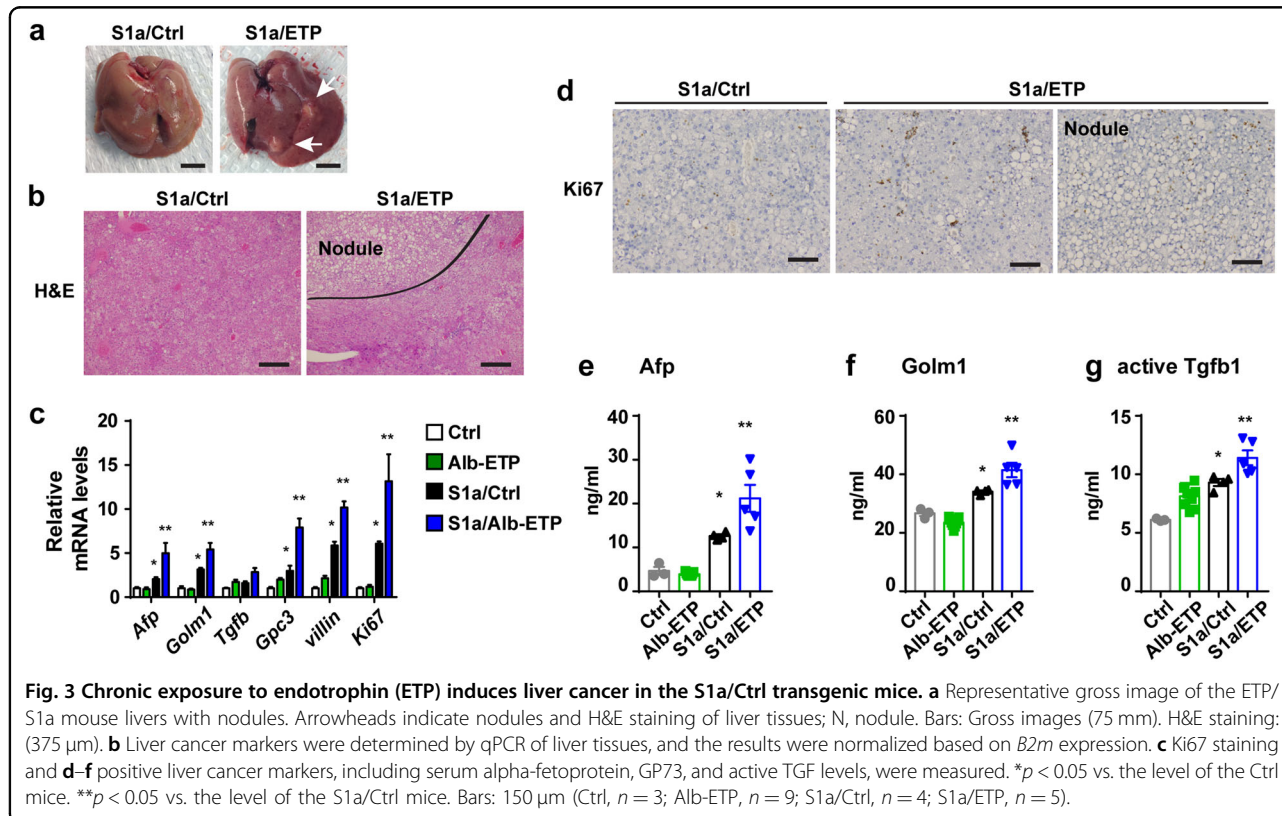 a
S1a/Ctrl S1a/ETP
b
S1a/Ctrl S1a/ETP
Nodule
H&E
c
Relative
mRNA levels
20
15
10
5
0
* ** * ** * ** * ** * **
Ctrl
Alb-ETP
S1a/Ctrl
S1a/Alb-ETP
Afp Golm1 Tgfb Gpc3 villin Ki67
d
S1a/Ctrl S1a/ETP
Nodule
Ki67
e Afp
ng/ml
40
30
20
10
0
* **
Ctrl Alb-ETP S1a/Ctrl S1a/ETP
f Golm1
ng/ml
60
40
20
0
* **
Ctrl Alb-ETP S1a/Ctrl S1a/ETP
g active Tgfb1
ng/ml
15
10
5
0
* **
Ctrl Alb-ETP S1a/Ctrl S1a/ETP
Fig. 3 Chronic exposure to endotrophin (ETP) induces liver cancer in the S1a/Ctrl transgenic mice. a Representative gross image of the ETP/
S1a mouse livers with nodules. Arrowheads indicate nodules and H&E staining of liver tissues; N, nodule. Bars: Gross images (75 mm). H&E staining:
(375 µm). b Liver cancer markers were determined by qPCR of liver tissues, and the results were normalized based on B2m expression. c Ki67 staining
and d–f positive liver cancer markers, including serum alpha-fetoprotein, GP73, and active TGF levels, were measured. *p < 0.05 vs. the level of the Ctrl
mice. **p < 0.05 vs. the level of the S1a/Ctrl mice. Bars: 150 µm (Ctrl, n = 3; Alb-ETP, n = 9; S1a/Ctrl, n = 4; S1a/ETP, n = 5).